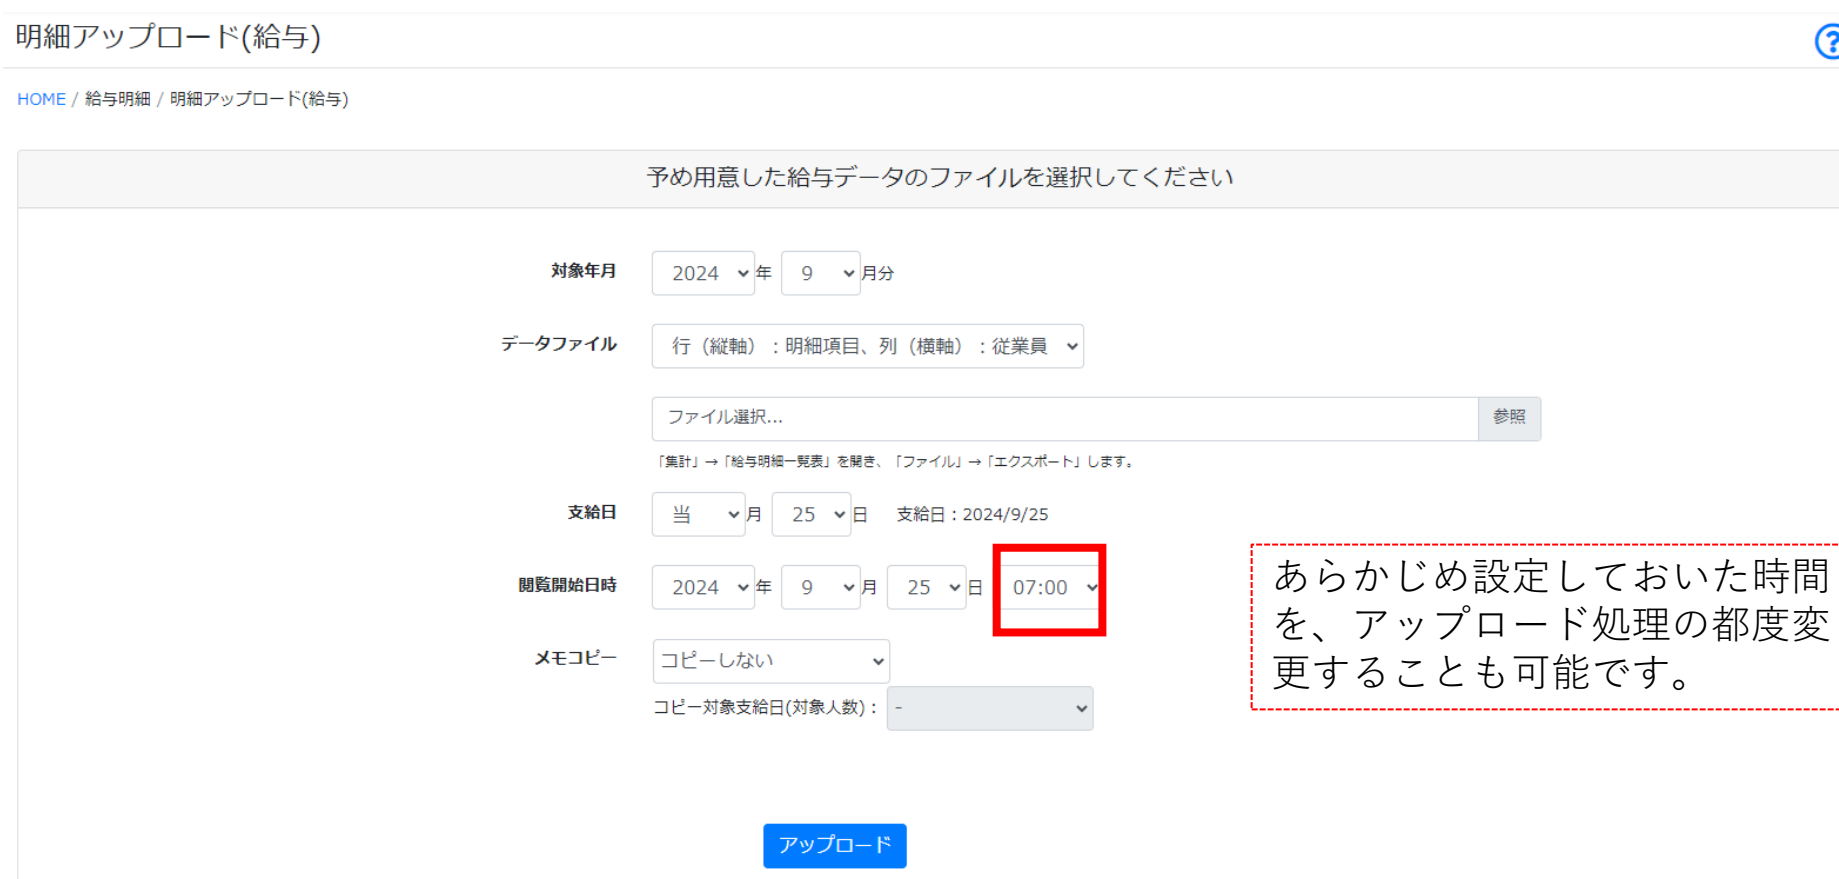 明細アップロード(給与)
HOME / 給与明細 / 明細アップロード(給与)
予め用意した給与データのファイルを選択してください
対象年月 2024 年 9 月分
データファイル 行（縦軸）：明細項目、列（横軸）：従業員
ファイル選択... 参照
「集計」→「給与明細一覧表」を開き、「ファイル」→「エクスポート」します。
支給日 当 月 25 日 支給日：2024/9/25
閲覧開始日時 2024 年 9 月 25 日 07:00
メモコピー コピーしない
コピー対象支給日(対象人数)： -
アップロード
あらかじめ設定しておいた時間
を、アップロード処理の都度変
更することも可能です。